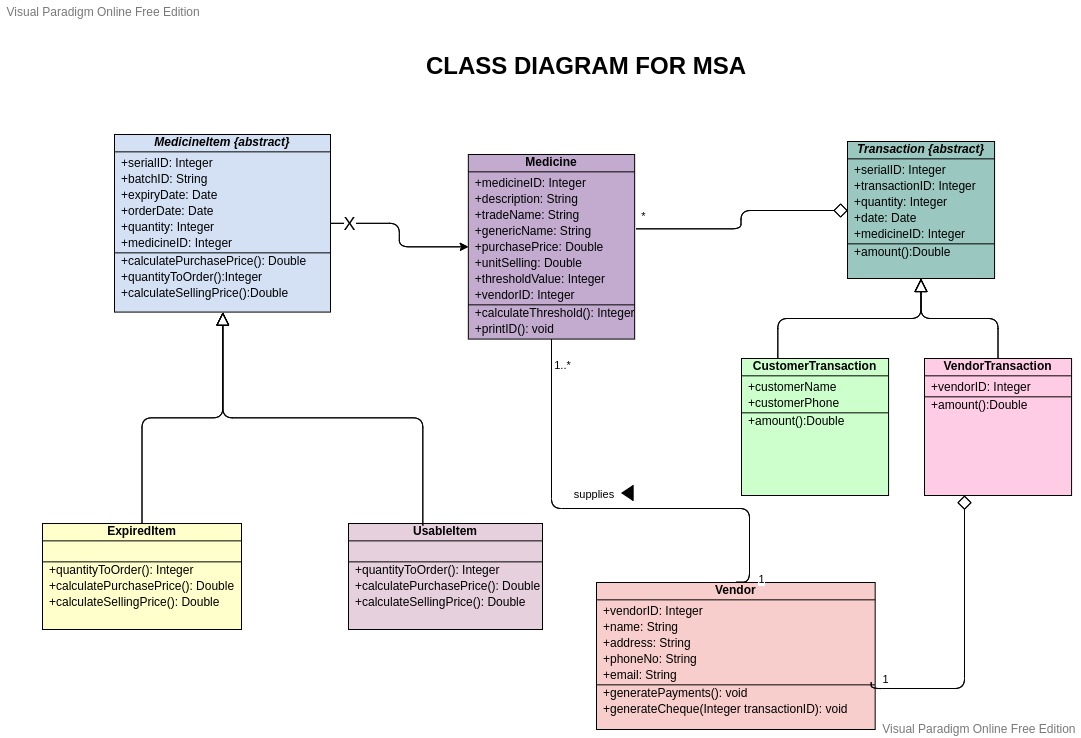 Visual Paradigm Online Free Edition
CLASS DIAGRAM FOR MSA
MedicineItem {abstract}
+serialID: Integer
+batchID: String
+expiryDate: Date
+orderDate: Date
+quantity: Integer
+medicineID: Integer
+calculatePurchasePrice(): Double
+quantityToOrder():Integer
+calculateSellingPrice():Double
X
Medicine
+medicineID: Integer
+description: String
+tradeName: String
+genericName: String
+purchasePrice: Double
+unitSelling: Double
+thresholdValue: Integer
+vendorID: Integer
+calculateThreshold(): Integer
+printID(): void
*
Transaction {abstract}
+serialID: Integer
+transactionID: Integer
+quantity: Integer
+date: Date
+medicineID: Integer
+amount():Double
CustomerTransaction
+customerName
+customerPhone
+amount():Double
VendorTransaction
+vendorID: Integer
+amount():Double
1..*
supplies
1
ExpiredItem
+quantityToOrder(): Integer
+calculatePurchasePrice(): Double
+calculateSellingPrice(): Double
UsableItem
+quantityToOrder(): Integer
+calculatePurchasePrice(): Double
+calculateSellingPrice(): Double
Vendor
+vendorID: Integer
+name: String
+address: String
+phoneNo: String
+email: String
+generatePayments(): void
+generateCheque(Integer transactionID): void
1
Visual Paradigm Online Free Edition